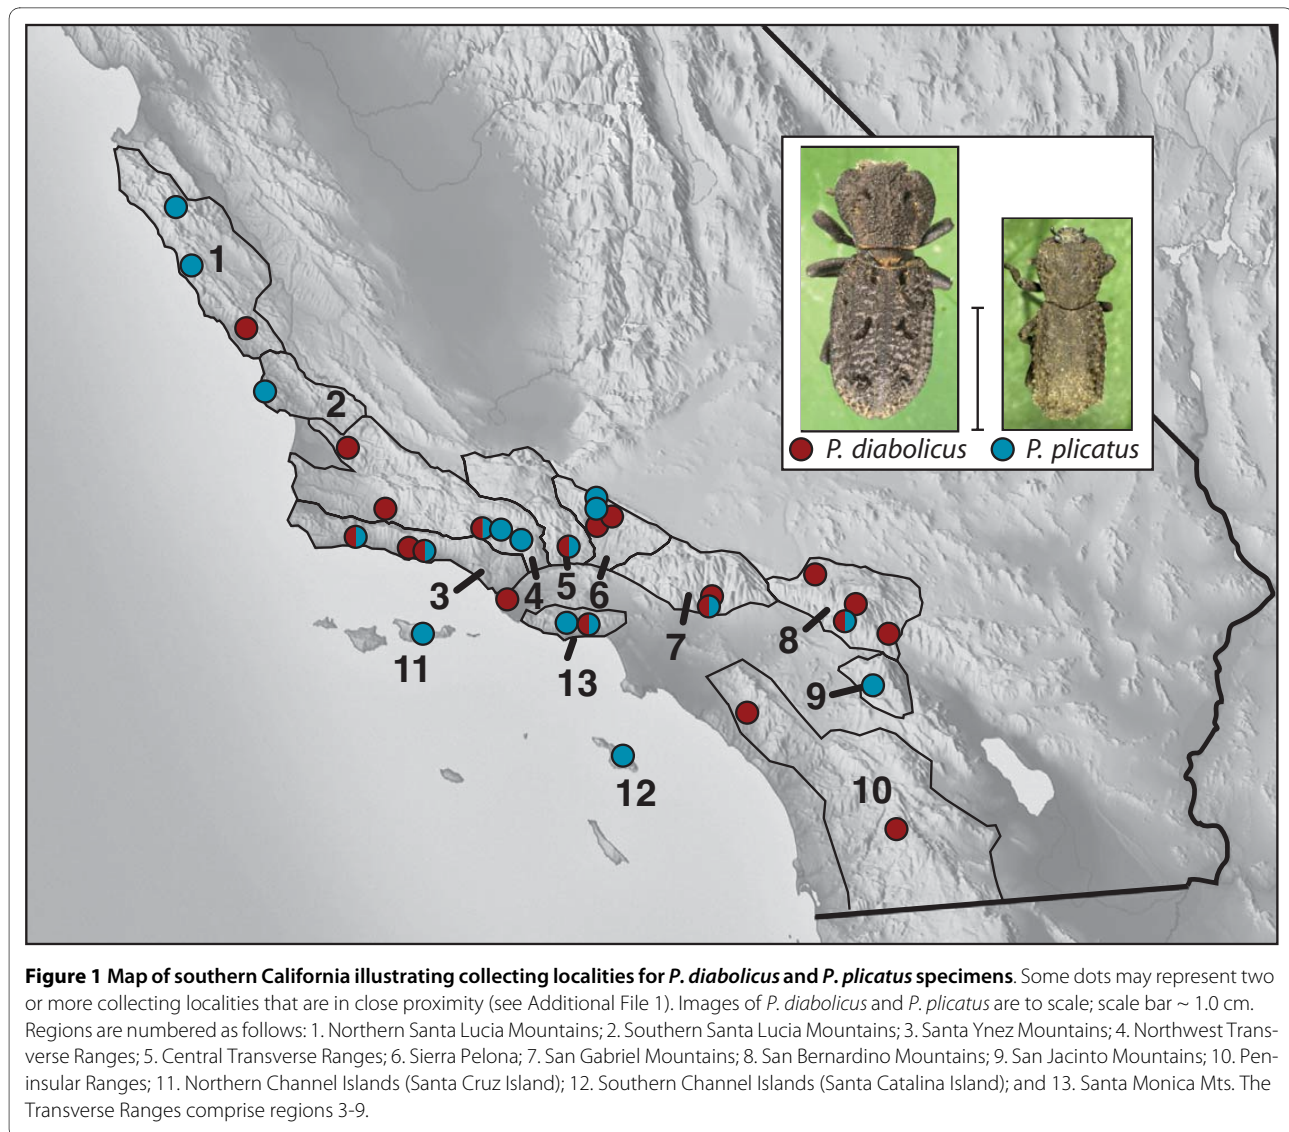 1
2
3
4
5
6
7
8
9
10
11
12
13
P. diabolicus
P. plicatus
Figure 1 Map of southern California illustrating collecting localities for P. diabolicus and P. plicatus specimens. Some dots may represent two
or more collecting localities that are in close proximity (see Additional File 1). Images of P. diabolicus and P. plicatus are to scale; scale bar ~ 1.0 cm.
Regions are numbered as follows: 1. Northern Santa Lucia Mountains; 2. Southern Santa Lucia Mountains; 3. Santa Ynez Mountains; 4. Northwest Trans-
verse Ranges; 5. Central Transverse Ranges; 6. Sierra Pelona; 7. San Gabriel Mountains; 8. San Bernardino Mountains; 9. San Jacinto Mountains; 10. Pen-
insular Ranges; 11. Northern Channel Islands (Santa Cruz Island); 12. Southern Channel Islands (Santa Catalina Island); and 13. Santa Monica Mts. The
Transverse Ranges comprise regions 3-9.